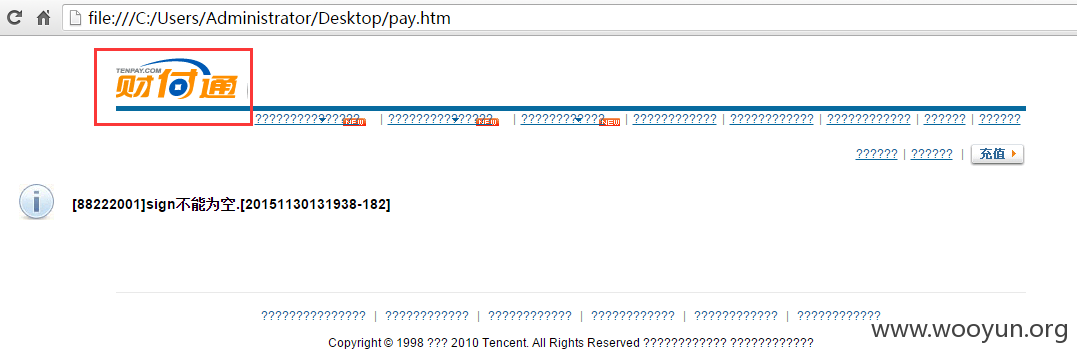 file:///C:/Users/Administrator/Desktop/pay.htm
TENPAY.COM
财付通
???????????????? NEW | ???????????????? NEW | ????????????? NEW | ???????????? | ???????????? | ???????????? | ?????? | ??????
?????? | ?????? | 充值
[88222001]sign不能为空.[20151130131938-182]
??????????????? | ???????????? | ???????????? | ???????????? | ???????????? | ????????????
www.wooyun.org
Copyright © 1998 ??? 2010 Tencent. All Rights Reserved ???????????? ????????????